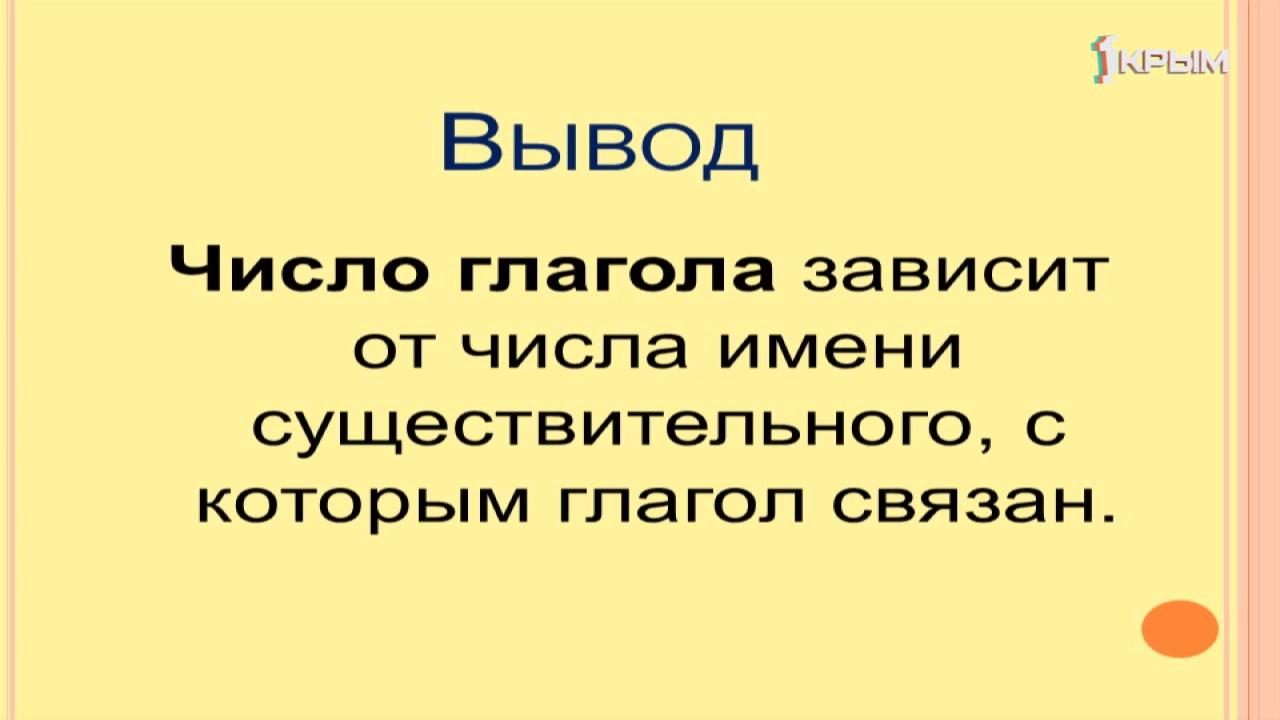 1КРЫМ
Вывод
Число глагола зависит
от числа имени
существительного, с
которым глагол связан.